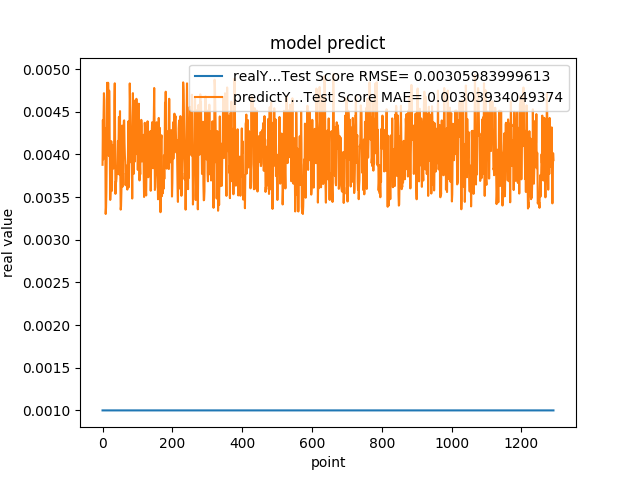 model predict
realY...Test Score RMSE= 0.00305983999613
predictY...Test Score MAE= 0.00303934049374
0.0050
0.0045
0.0040
0.0035
0.0030
0.0025
0.0020
0.0015
0.0010
real value
0 200 400 600 800 1000 1200
point